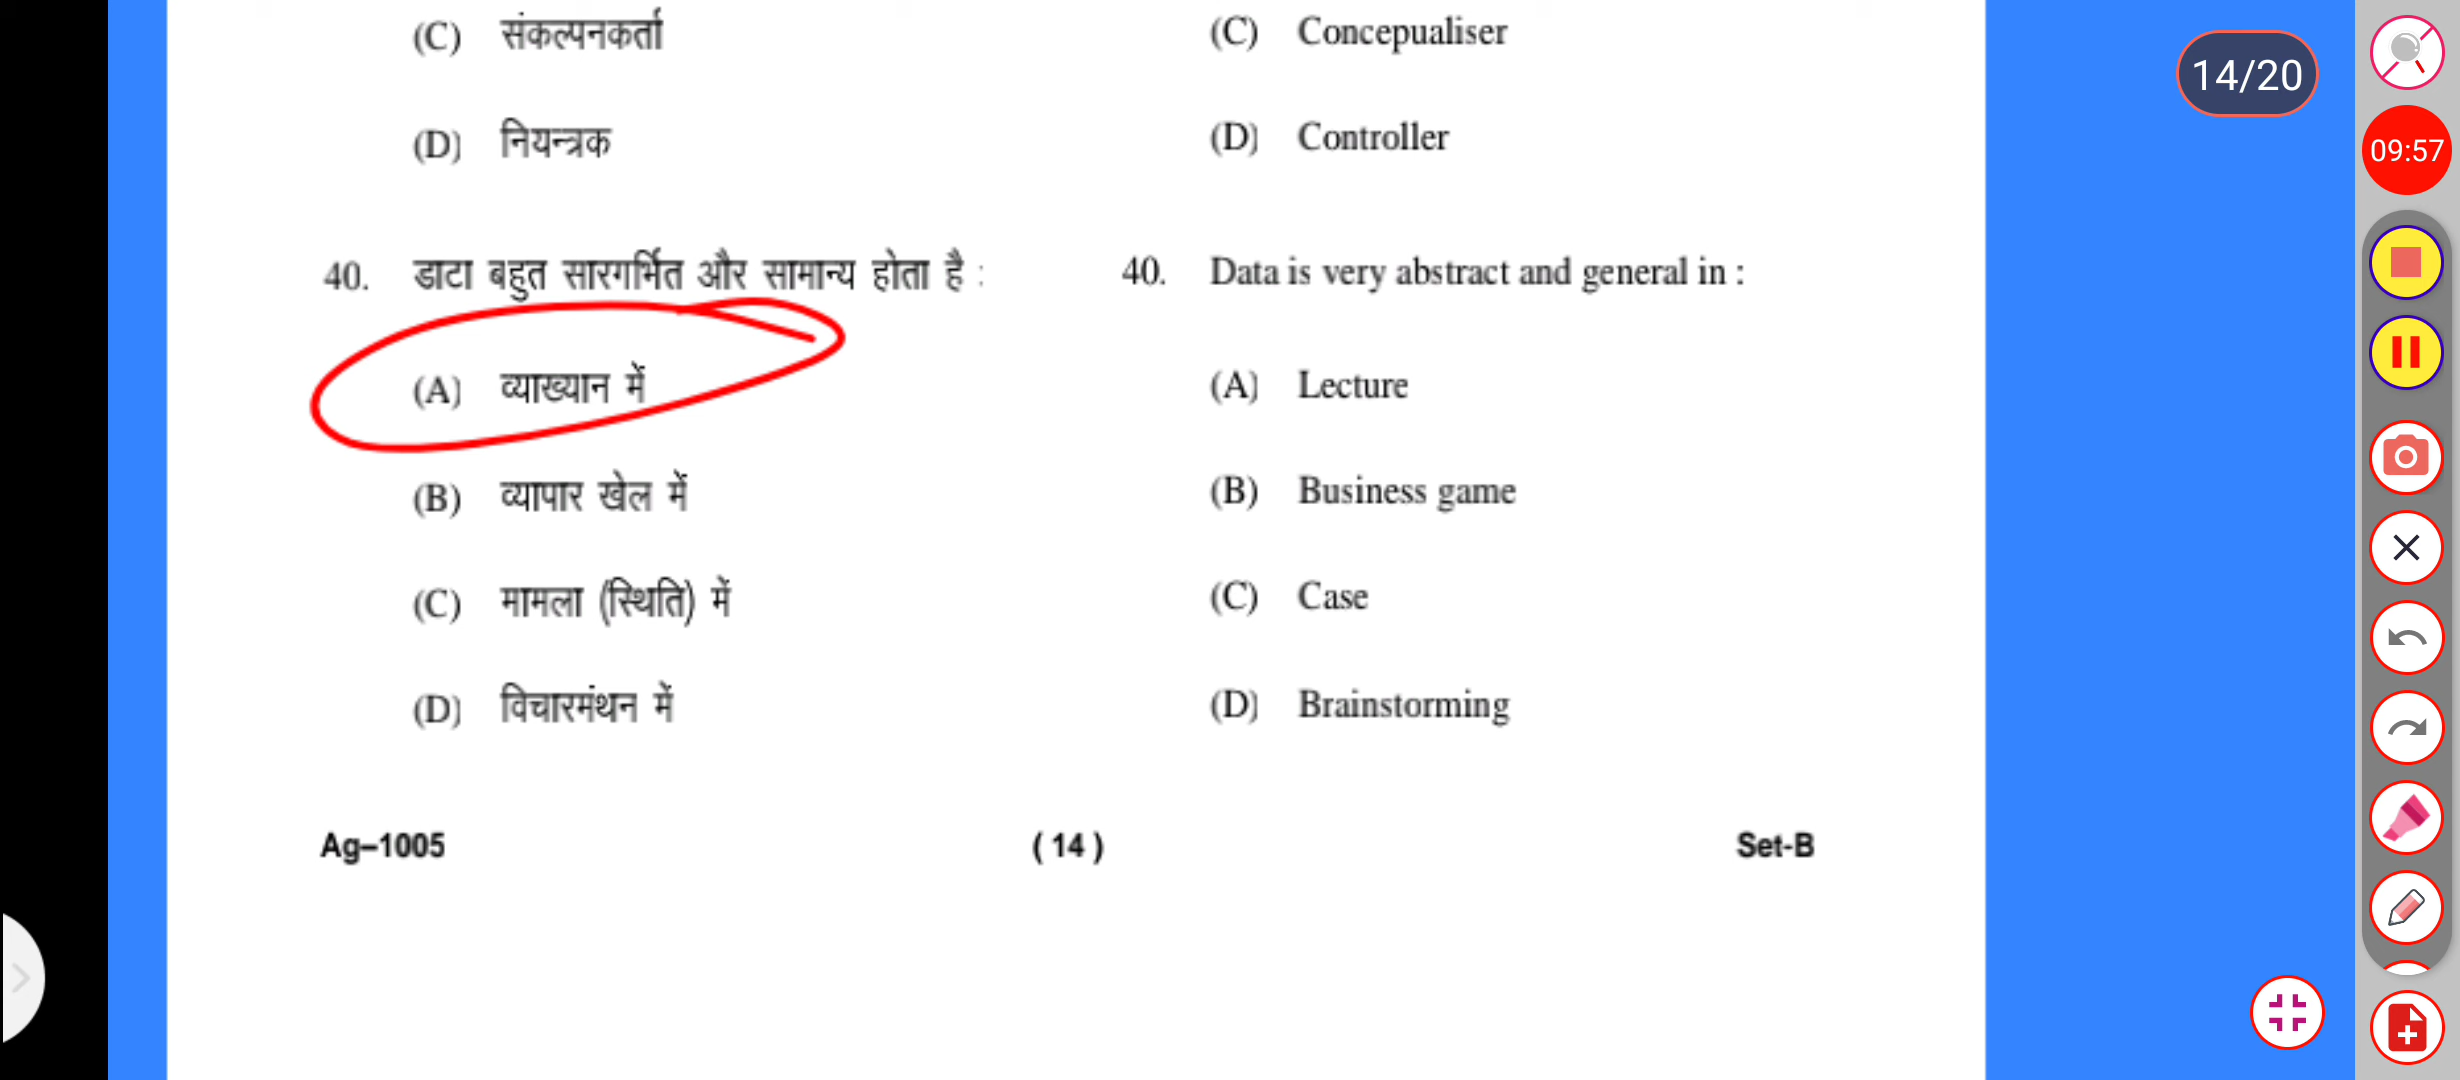 (C) संकल्पनकर्ता
(D) नियन्त्रक
40. डाटा बहुत सारगर्भित और सामान्य होता है :
(A) व्याख्यान में
(B) व्यापार खेल में
(C) मामला (स्थिति) में
(D) विचारमंथन में
(C) Concepualiser
(D) Controller
40. Data is very abstract and general in :
(A) Lecture
(B) Business game
(C) Case
(D) Brainstorming
Ag–1005
( 14 )
Set-B
14/20
09:57